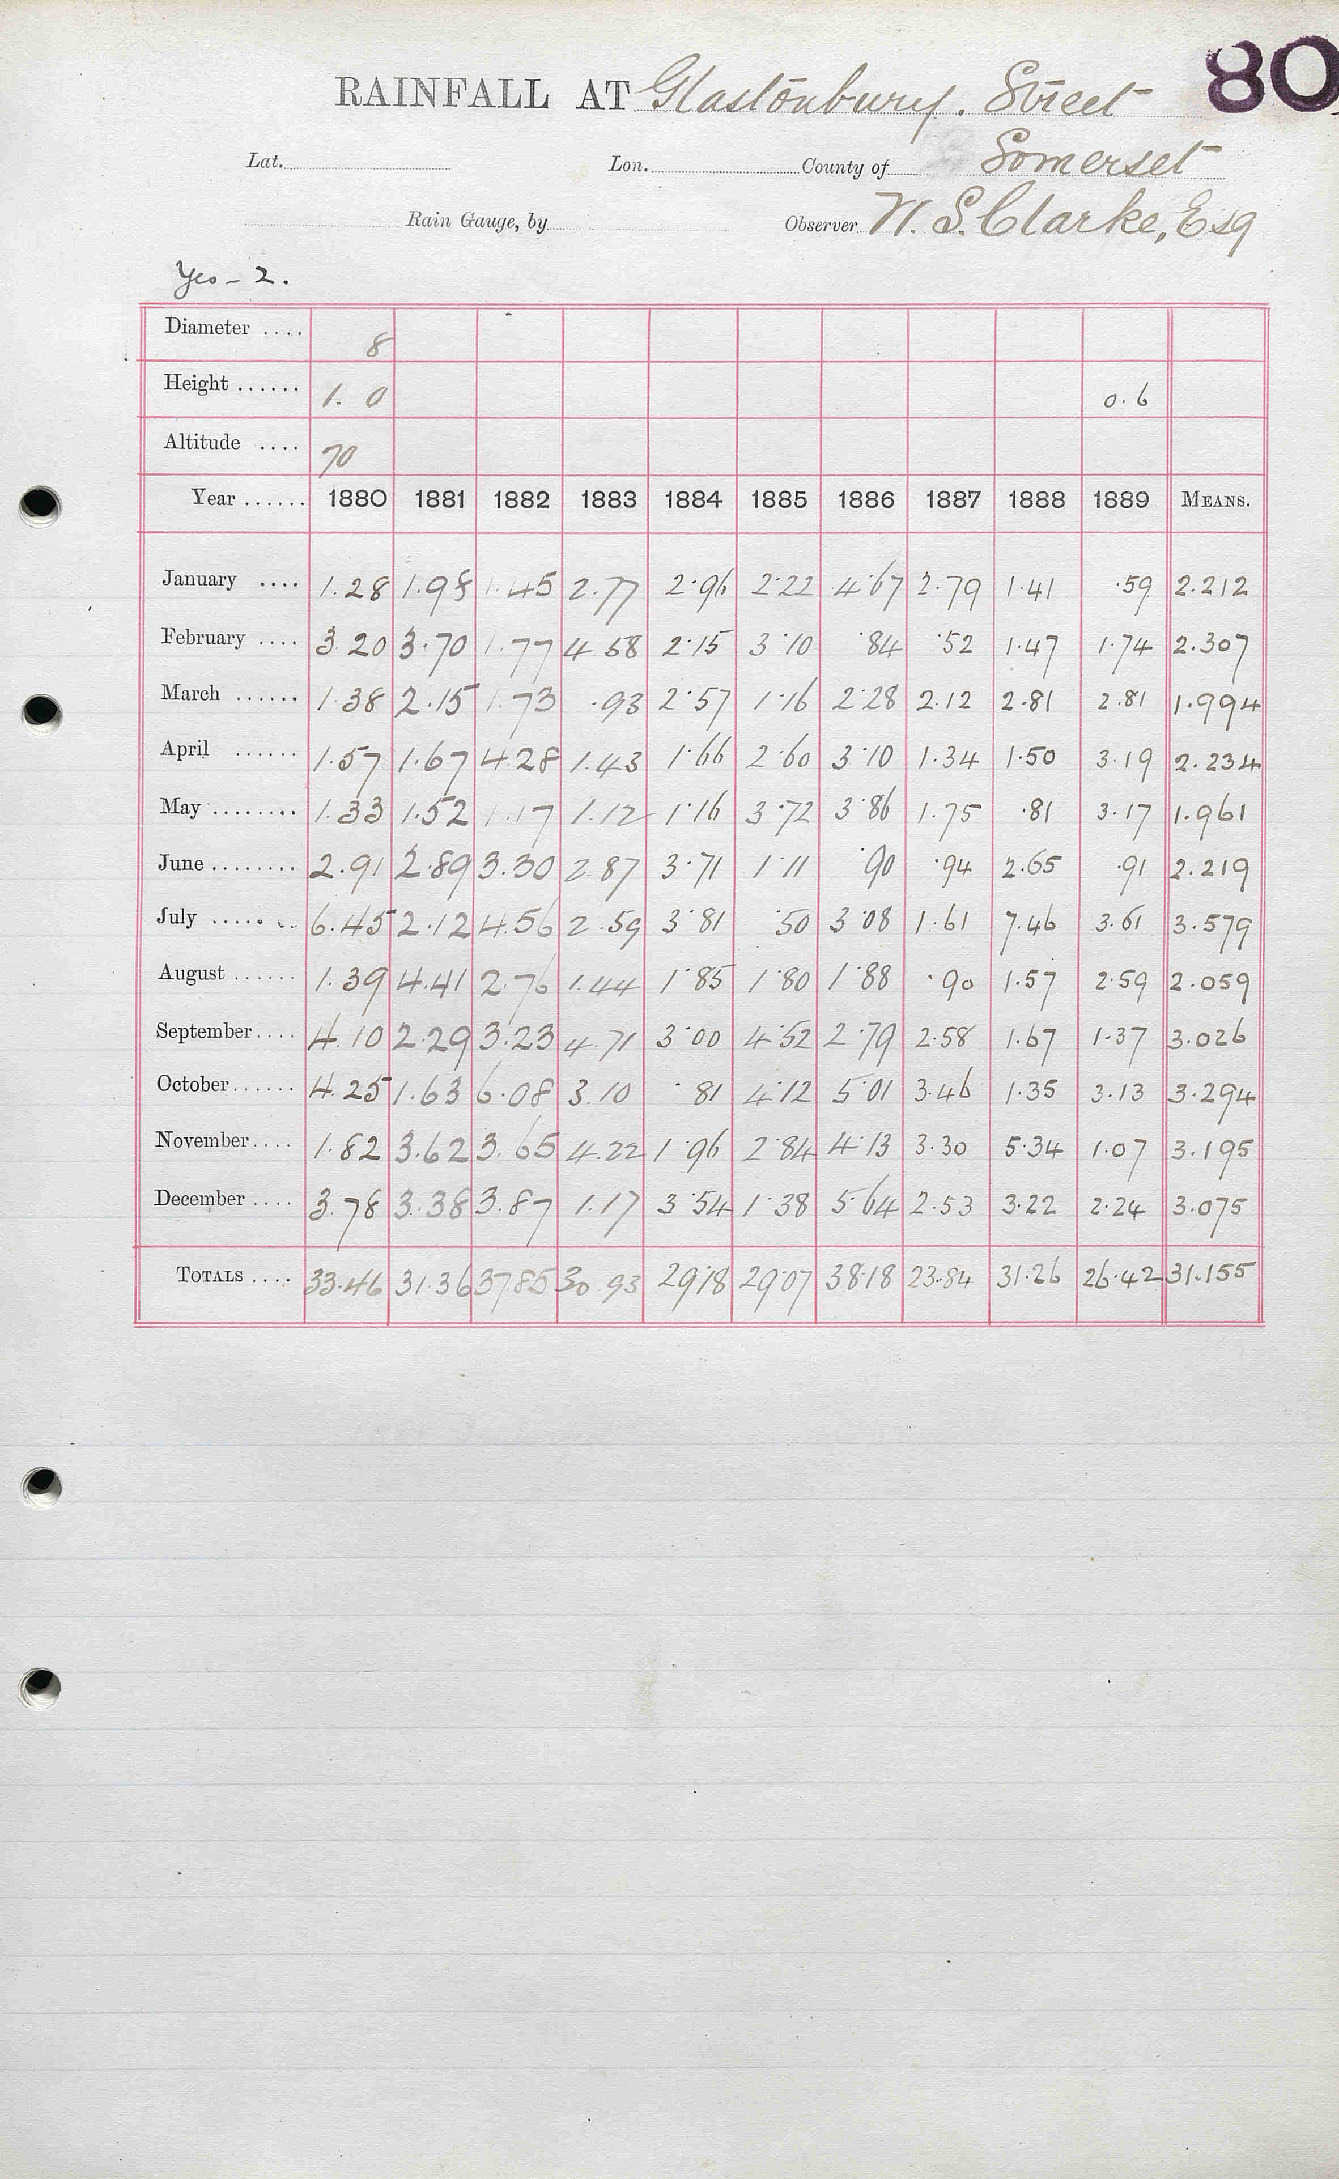 80
RAINFALL AT Glastonbury. Street
Lat. Lon. County of Somerset
Rain Gauge, by Observer W. S. Clarke, Esq
Yes - 2.
Diameter .... 8
Height ...... 1. 0 0.6
Altitude .... 70
Year ...... 1880 1881 1882 1883 1884 1885 1886 1887 1888 1889 MEANS.
January .... 1.28 1.98 1.45 2.77 2.96 2.22 4.67 2.79 1.41 .59 2.212
February .... 3.20 3.70 1.77 4.58 2.15 3.10 .84 .52 1.47 1.74 2.307
March ...... 1.38 2.15 1.73 .93 2.57 1.16 2.28 2.12 2.81 2.81 1.994
April ...... 1.57 1.67 4.28 1.43 1.66 2.60 3.10 1.34 1.50 3.19 2.234
May ........ 1.33 1.52 1.17 1.12 1.16 3.72 3.86 1.75 .81 3.17 1.961
June ........ 2.91 2.89 3.30 2.87 3.71 1.11 .90 .94 2.65 .91 2.219
July ...... 6.45 2.12 4.56 2.59 3.81 .50 3.08 1.61 7.46 3.61 3.579
August ...... 1.39 4.41 2.76 1.44 1.85 1.80 1.88 .90 1.57 2.59 2.059
September.... 4.10 2.29 3.23 4.71 3.00 4.52 2.79 2.58 1.67 1.37 3.026
October...... 4.25 1.63 6.08 3.10 .81 4.12 5.01 3.46 1.35 3.13 3.294
November.... 1.82 3.62 3.65 4.22 1.96 2.84 4.13 3.30 5.34 1.07 3.195
December .... 3.78 3.38 3.87 1.17 3.54 1.38 5.64 2.53 3.22 2.24 3.075
TOTALS .... 33.46 31.36 37.85 30.93 29.18 29.07 38.18 23.84 31.26 26.42 31.155